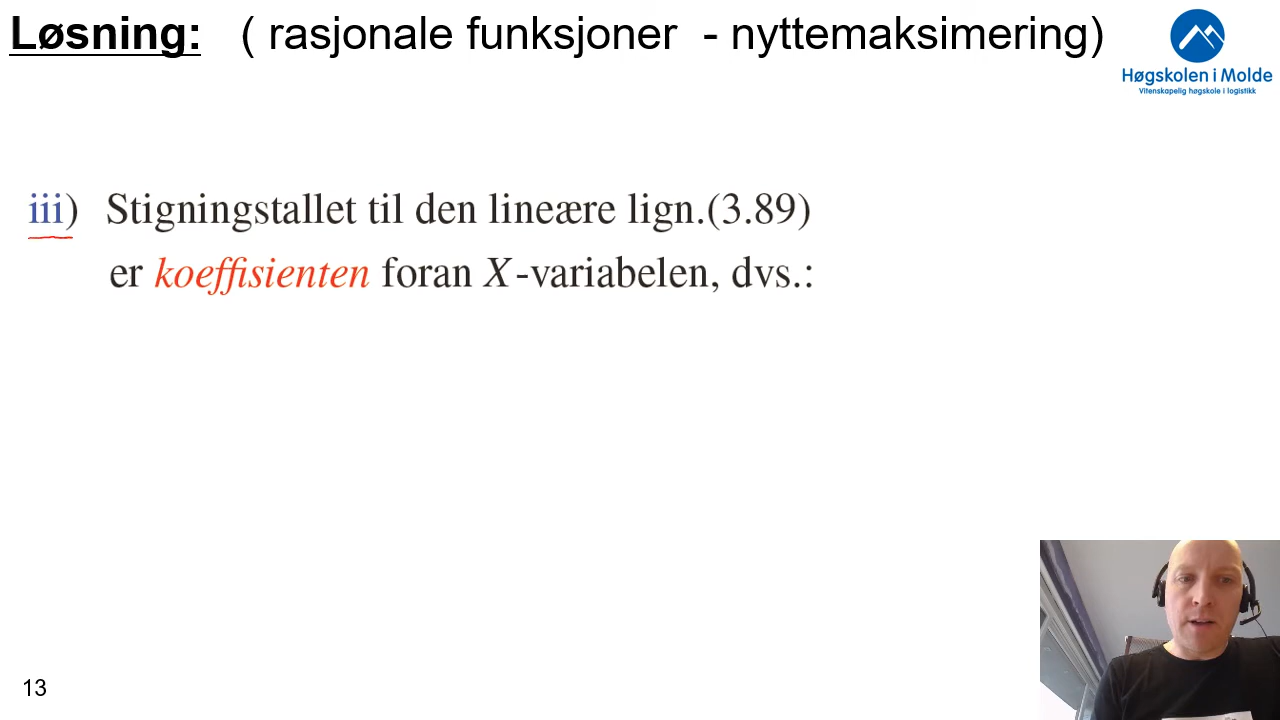 Løsning: ( rasjonale funksjoner - nyttemaksimering)
Høgskolen i Molde
Vitenskapelig høgskole i logistikk
iii) Stigningstallet til den lineære lign.(3.89)
er koeffisienten foran X-variabelen, dvs.:
13